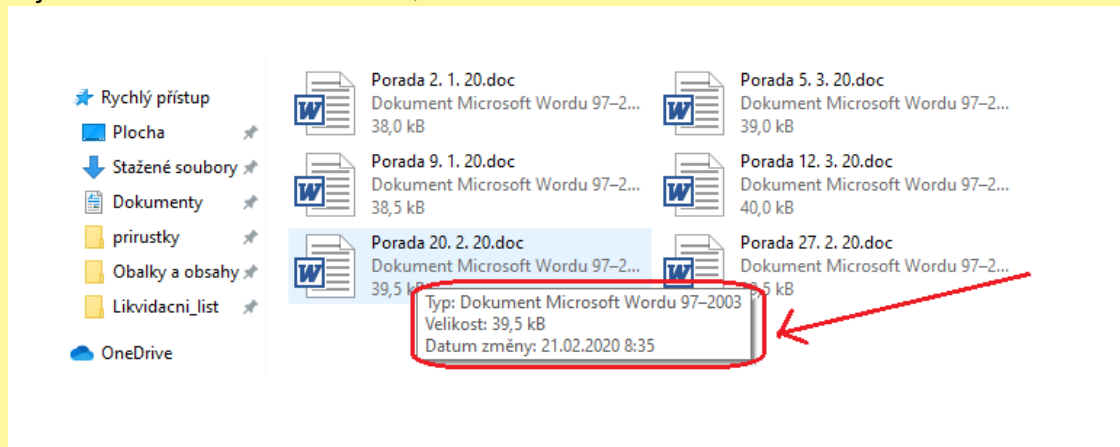 Rychlý přístup
Plocha
Stažené soubory
Dokumenty
prirustky
Obalky a obsahy
Likvidacni_list
OneDrive
Porada 2. 1. 20.doc
Dokument Microsoft Wordu 97–2...
38,0 kB
Porada 5. 3. 20.doc
Dokument Microsoft Wordu 97–2...
39,0 kB
Porada 9. 1. 20.doc
Dokument Microsoft Wordu 97–2...
38,5 kB
Porada 12. 3. 20.doc
Dokument Microsoft Wordu 97–2...
40,0 kB
Porada 20. 2. 20.doc
Dokument Microsoft Wordu 97–2...
39,5 k
Porada 27. 2. 20.doc
Dokument Microsoft Wordu 97–2...
,5 kB
Typ: Dokument Microsoft Wordu 97–2003
Velikost: 39,5 kB
Datum změny: 21.02.2020 8:35